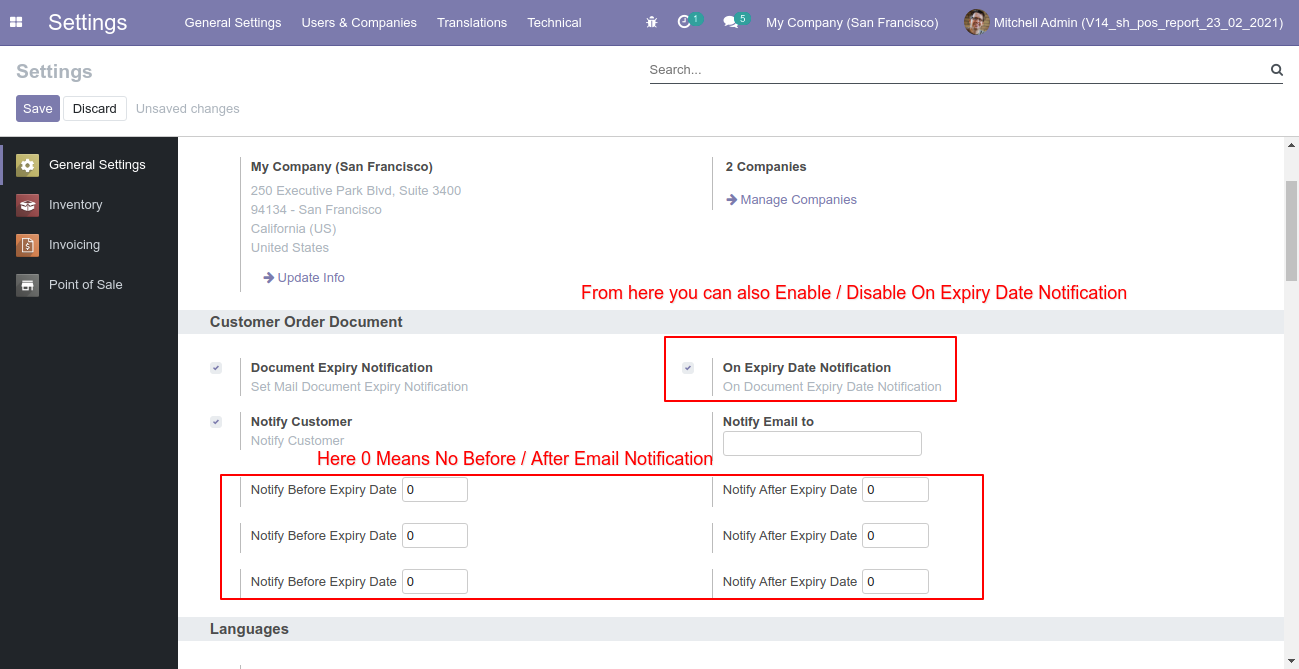 Settings
General Settings
Users & Companies
Translations
Technical
1
5
My Company (San Francisco)
Mitchell Admin (V14_sh_pos_report_23_02_2021)
Settings
Search...
Save
Discard
Unsaved changes
General Settings
Inventory
Invoicing
Point of Sale
My Company (San Francisco)
250 Executive Park Blvd, Suite 3400
94134 - San Francisco
California (US)
United States
Update Info
2 Companies
Manage Companies
From here you can also Enable / Disable On Expiry Date Notification
Customer Order Document
Document Expiry Notification
Set Mail Document Expiry Notification
On Expiry Date Notification
On Document Expiry Date Notification
Notify Customer
Notify Customer
Notify Email to
Here 0 Means No Before / After Email Notification
Notify Before Expiry Date 0
Notify After Expiry Date 0
Notify Before Expiry Date 0
Notify After Expiry Date 0
Notify Before Expiry Date 0
Notify After Expiry Date 0
Languages